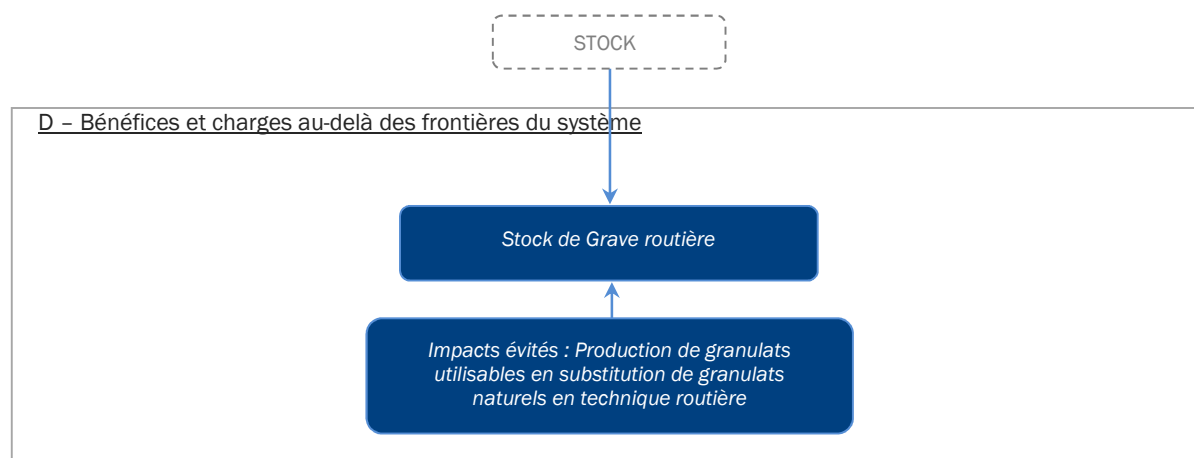 STOCK
D – Bénéfices et charges au-delà des frontières du système
Stock de Grave routière
Impacts évités : Production de granulats
utilisables en substitution de granulats
naturels en technique routière